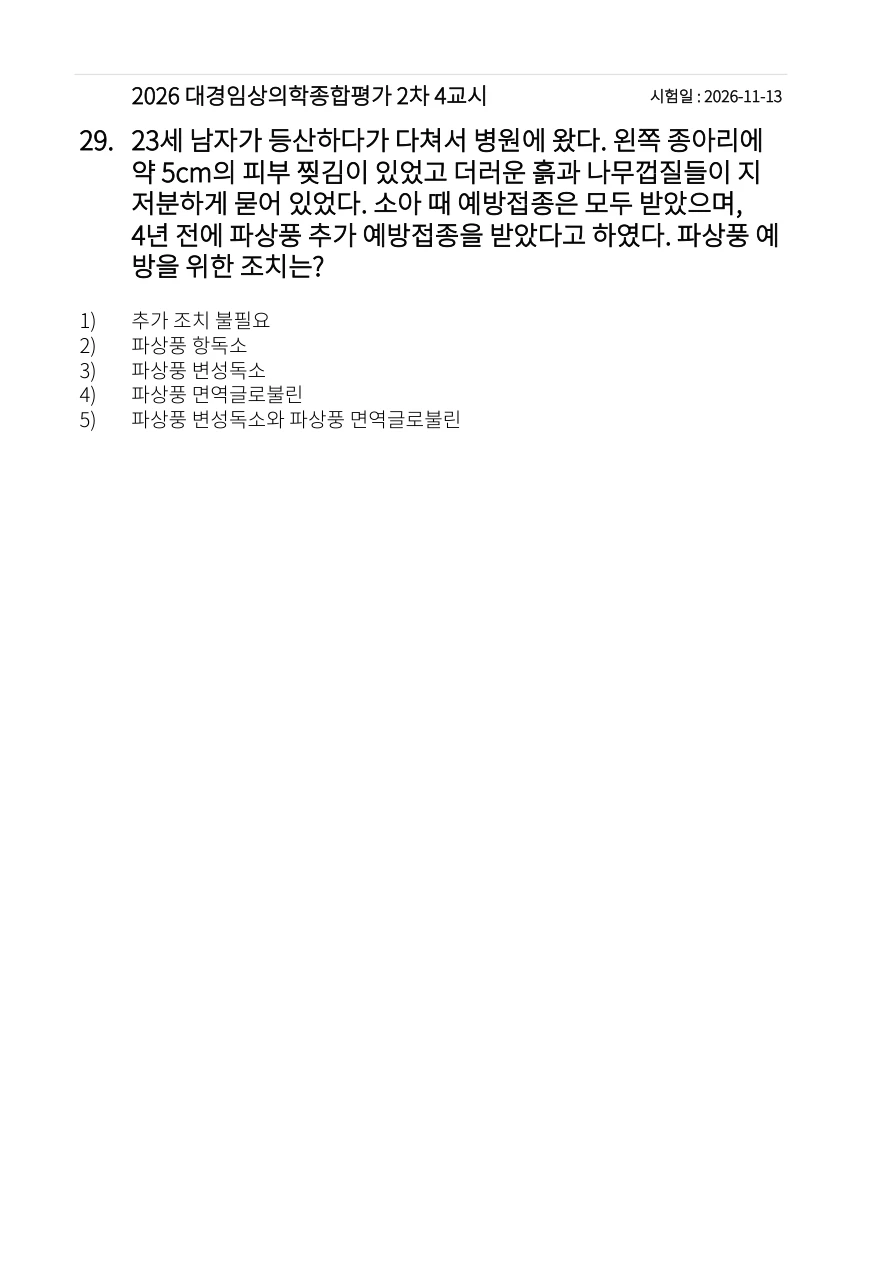 2026 대경임상의학종합평가 2차 4교시 시험일 : 2026-11-13
29. 23세 남자가 등산하다가 다쳐서 병원에 왔다. 왼쪽 종아리에
약 5cm의 피부 찢김이 있었고 더러운 흙과 나무껍질들이 지
저분하게 묻어 있었다. 소아 때 예방접종은 모두 받았으며,
4년 전에 파상풍 추가 예방접종을 받았다고 하였다. 파상풍 예
방을 위한 조치는?
1) 추가 조치 불필요
2) 파상풍 항독소
3) 파상풍 변성독소
4) 파상풍 면역글로불린
5) 파상풍 변성독소와 파상풍 면역글로불린